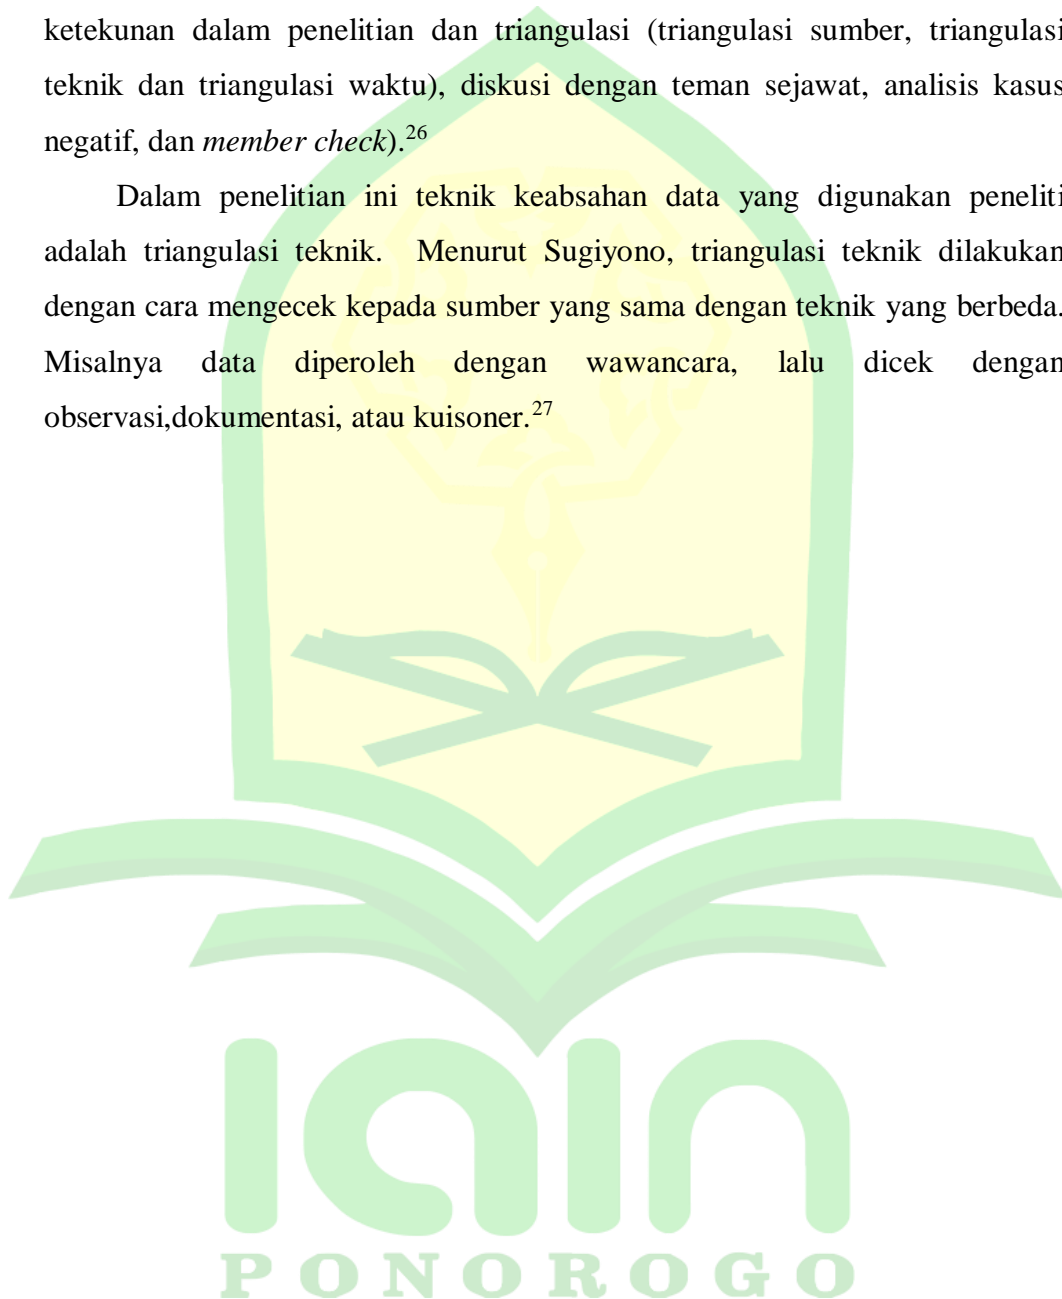 ketekunan dalam penelitian dan triangulasi (triangulasi sumber, triangulasi
teknik dan triangulasi waktu), diskusi dengan teman sejawat, analisis kasus
negatif, dan member check).26
Dalam penelitian ini teknik keabsahan data yang digunakan peneliti
adalah triangulasi teknik. Menurut Sugiyono, triangulasi teknik dilakukan
dengan cara mengecek kepada sumber yang sama dengan teknik yang berbeda.
Misalnya data diperoleh dengan wawancara, lalu dicek dengan
observasi,dokumentasi, atau kuisoner.27
IAIN
PONOROGO